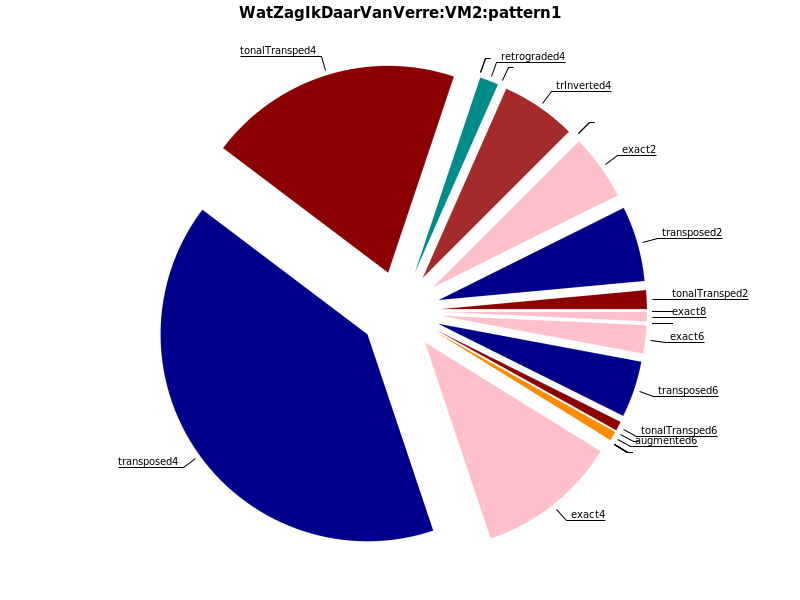 WatZagIkDaarVanVerre:VM2:pattern1
tonalTransped4
retrograded4
trInverted4
exact2
transposed2
tonalTransped2
exact8
exact6
transposed6
tonalTransped6
augmented6
transposed4
exact4